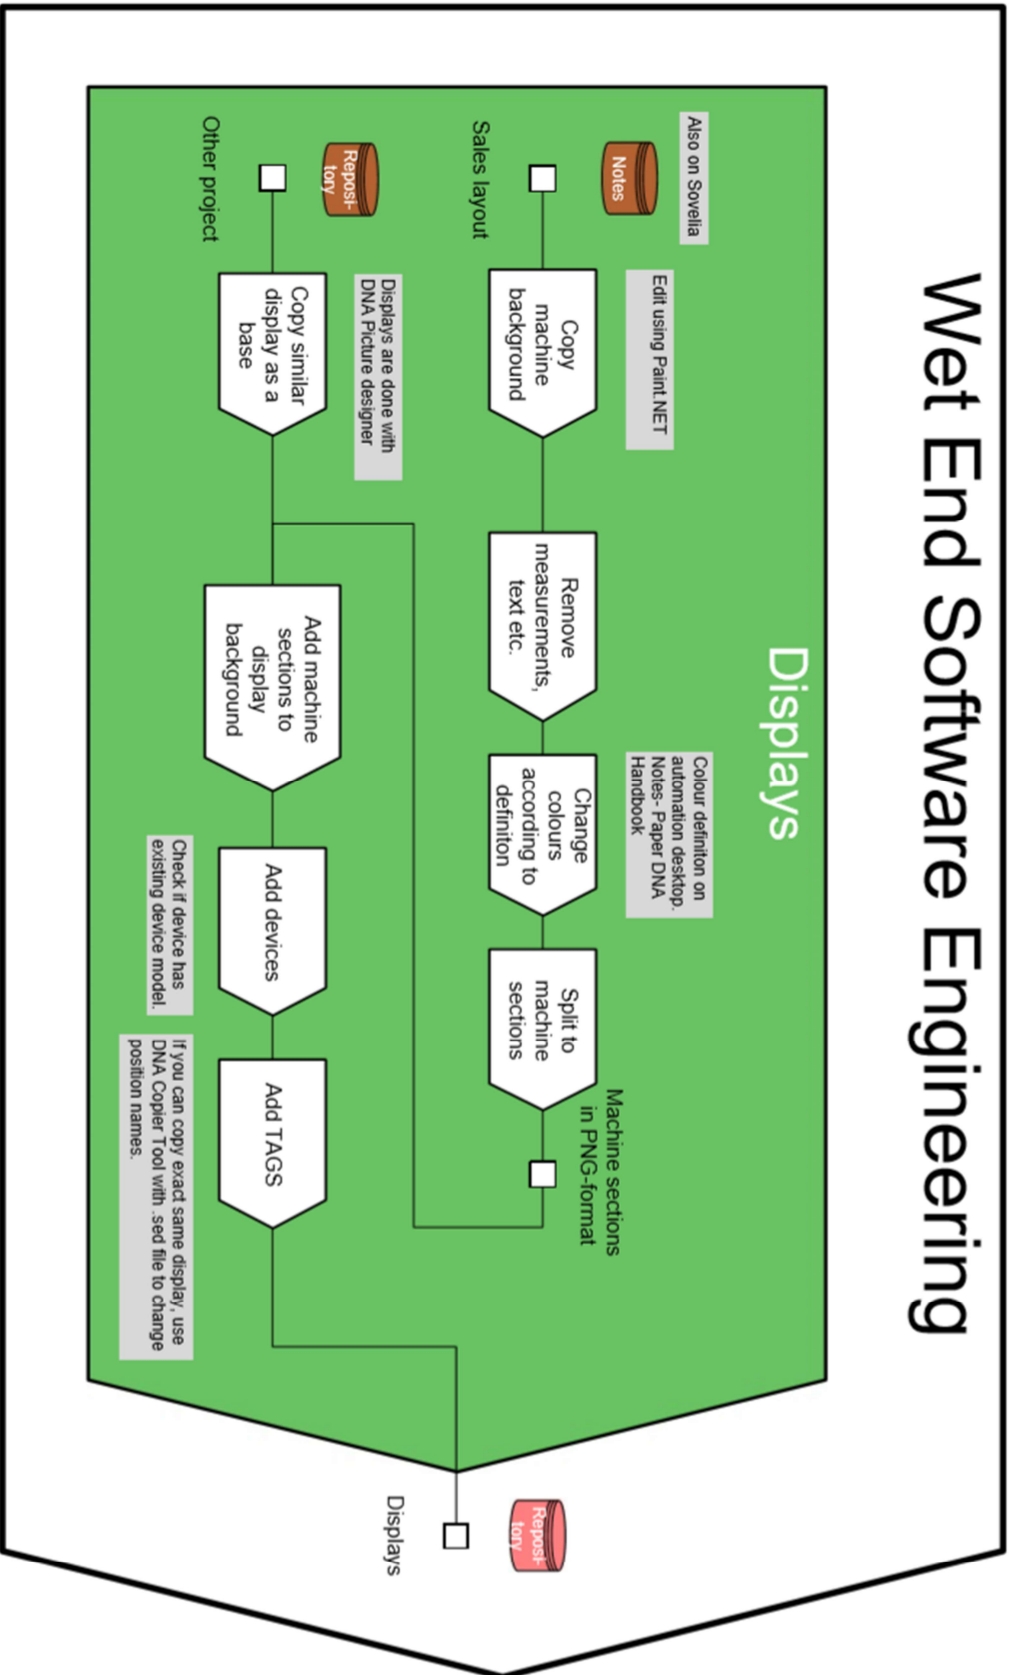 Wet End Software Engineering
Displays
Also on Sovelia
Notes
Sales layout
Edit using Paint.NET
Copy
machine
background
Remove
measurements,
text etc.
Colour definiton on
automation desktop.
Notes- Paper DNA
Handbook
Change
colours
according to
definiton
Split to
machine
sections
Machine sections
in PNG-format
Reposi-
tory
Other project
Displays are done with
DNA Picture designer
Copy similar
display as a
base
Add machine
sections to
display
background
Add devices
Check if device has
existing device model.
Add TAGS
If you can copy exact same display, use
DNA Copier Tool with .sed file to change
position names.
Reposi-
tory
Displays